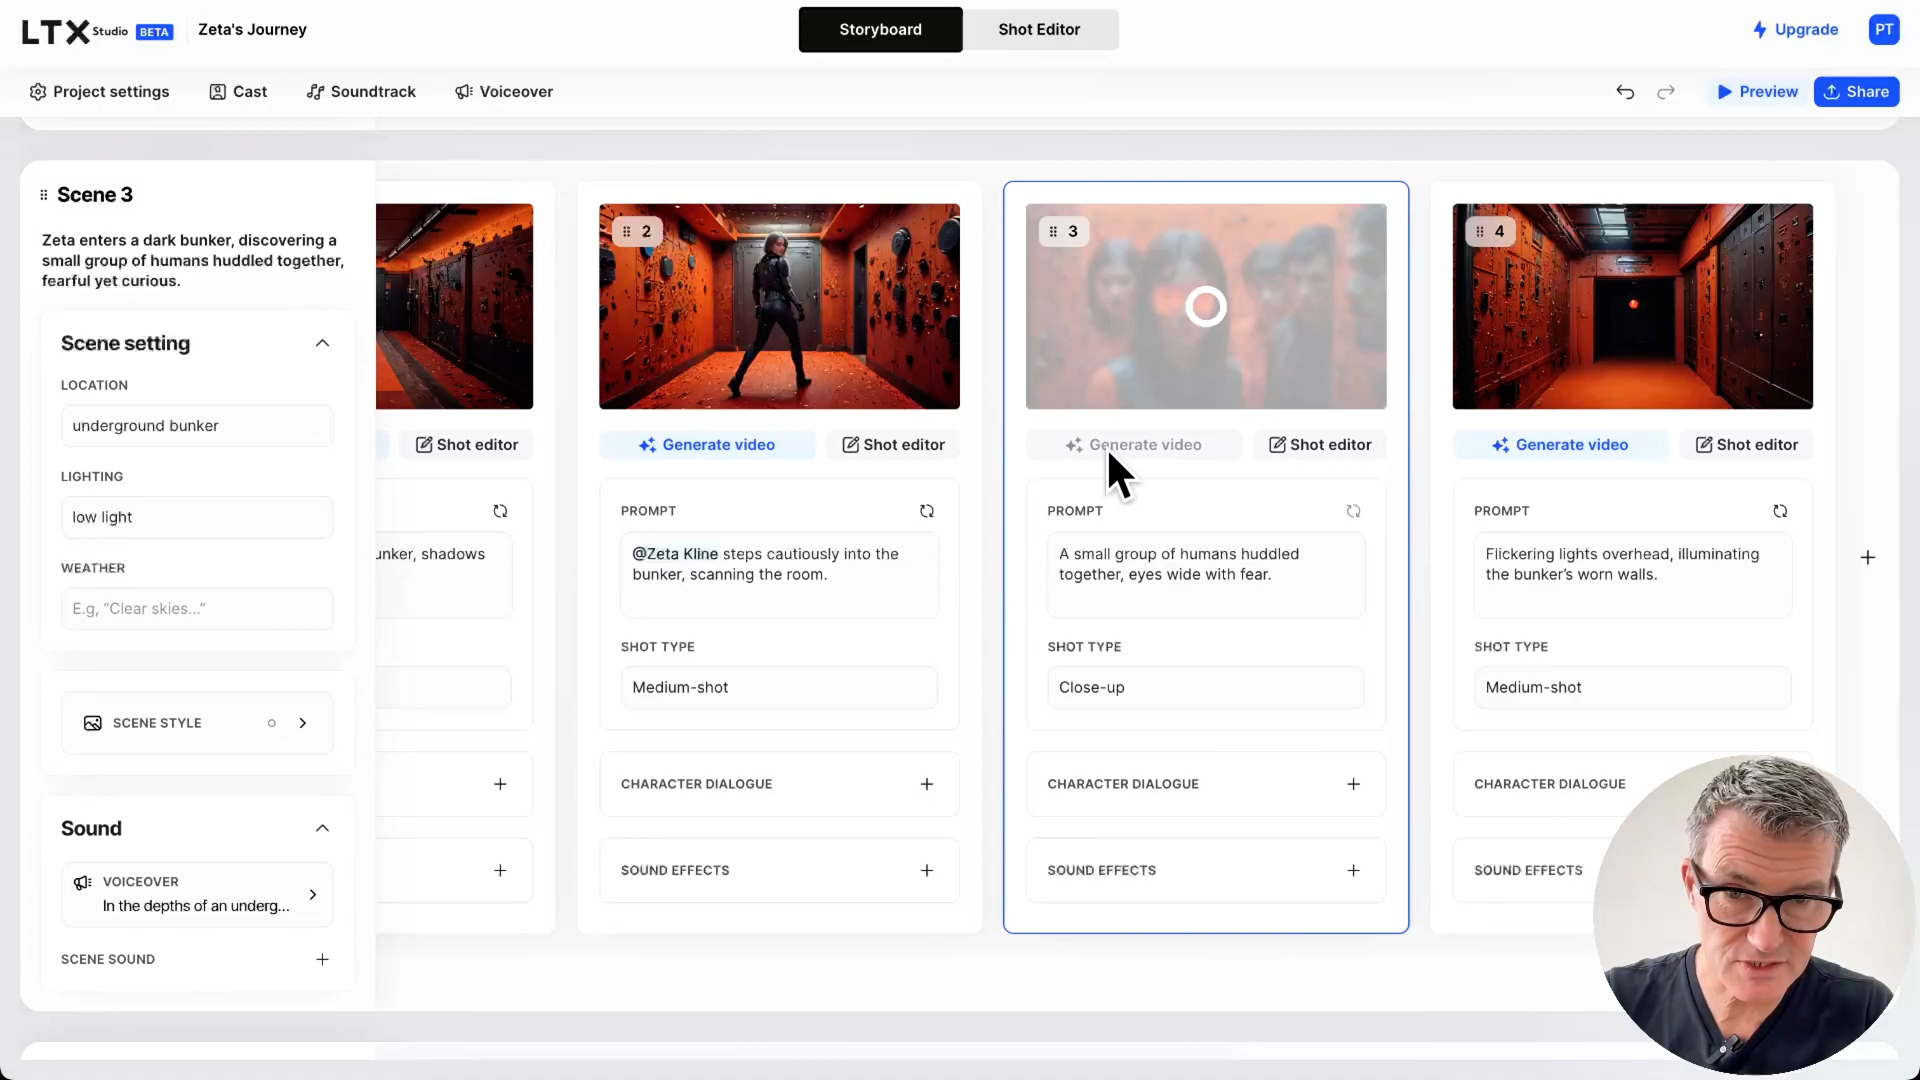 LTX Studio BETA
Zeta's Journey
Storyboard
Shot Editor
Upgrade
PT
Project settings
Cast
Soundtrack
Voiceover
Preview
Share
Scene 3
Zeta enters a dark bunker, discovering a
small group of humans huddled together,
fearful yet curious.
Scene setting
LOCATION
underground bunker
LIGHTING
low light
WEATHER
E.g, “Clear skies...”
SCENE STYLE
Sound
VOICEOVER
In the depths of an underg...
SCENE SOUND
Shot editor
unker, shadows
2
Generate video
Shot editor
PROMPT
@Zeta Kline steps cautiously into the
bunker, scanning the room.
SHOT TYPE
Medium-shot
CHARACTER DIALOGUE
SOUND EFFECTS
3
Generate video
Shot editor
PROMPT
A small group of humans huddled
together, eyes wide with fear.
SHOT TYPE
Close-up
CHARACTER DIALOGUE
SOUND EFFECTS
4
Generate video
Shot editor
PROMPT
Flickering lights overhead, illuminating
the bunker’s worn walls.
SHOT TYPE
Medium-shot
CHARACTER DIALOGUE
SOUND EFFECTS